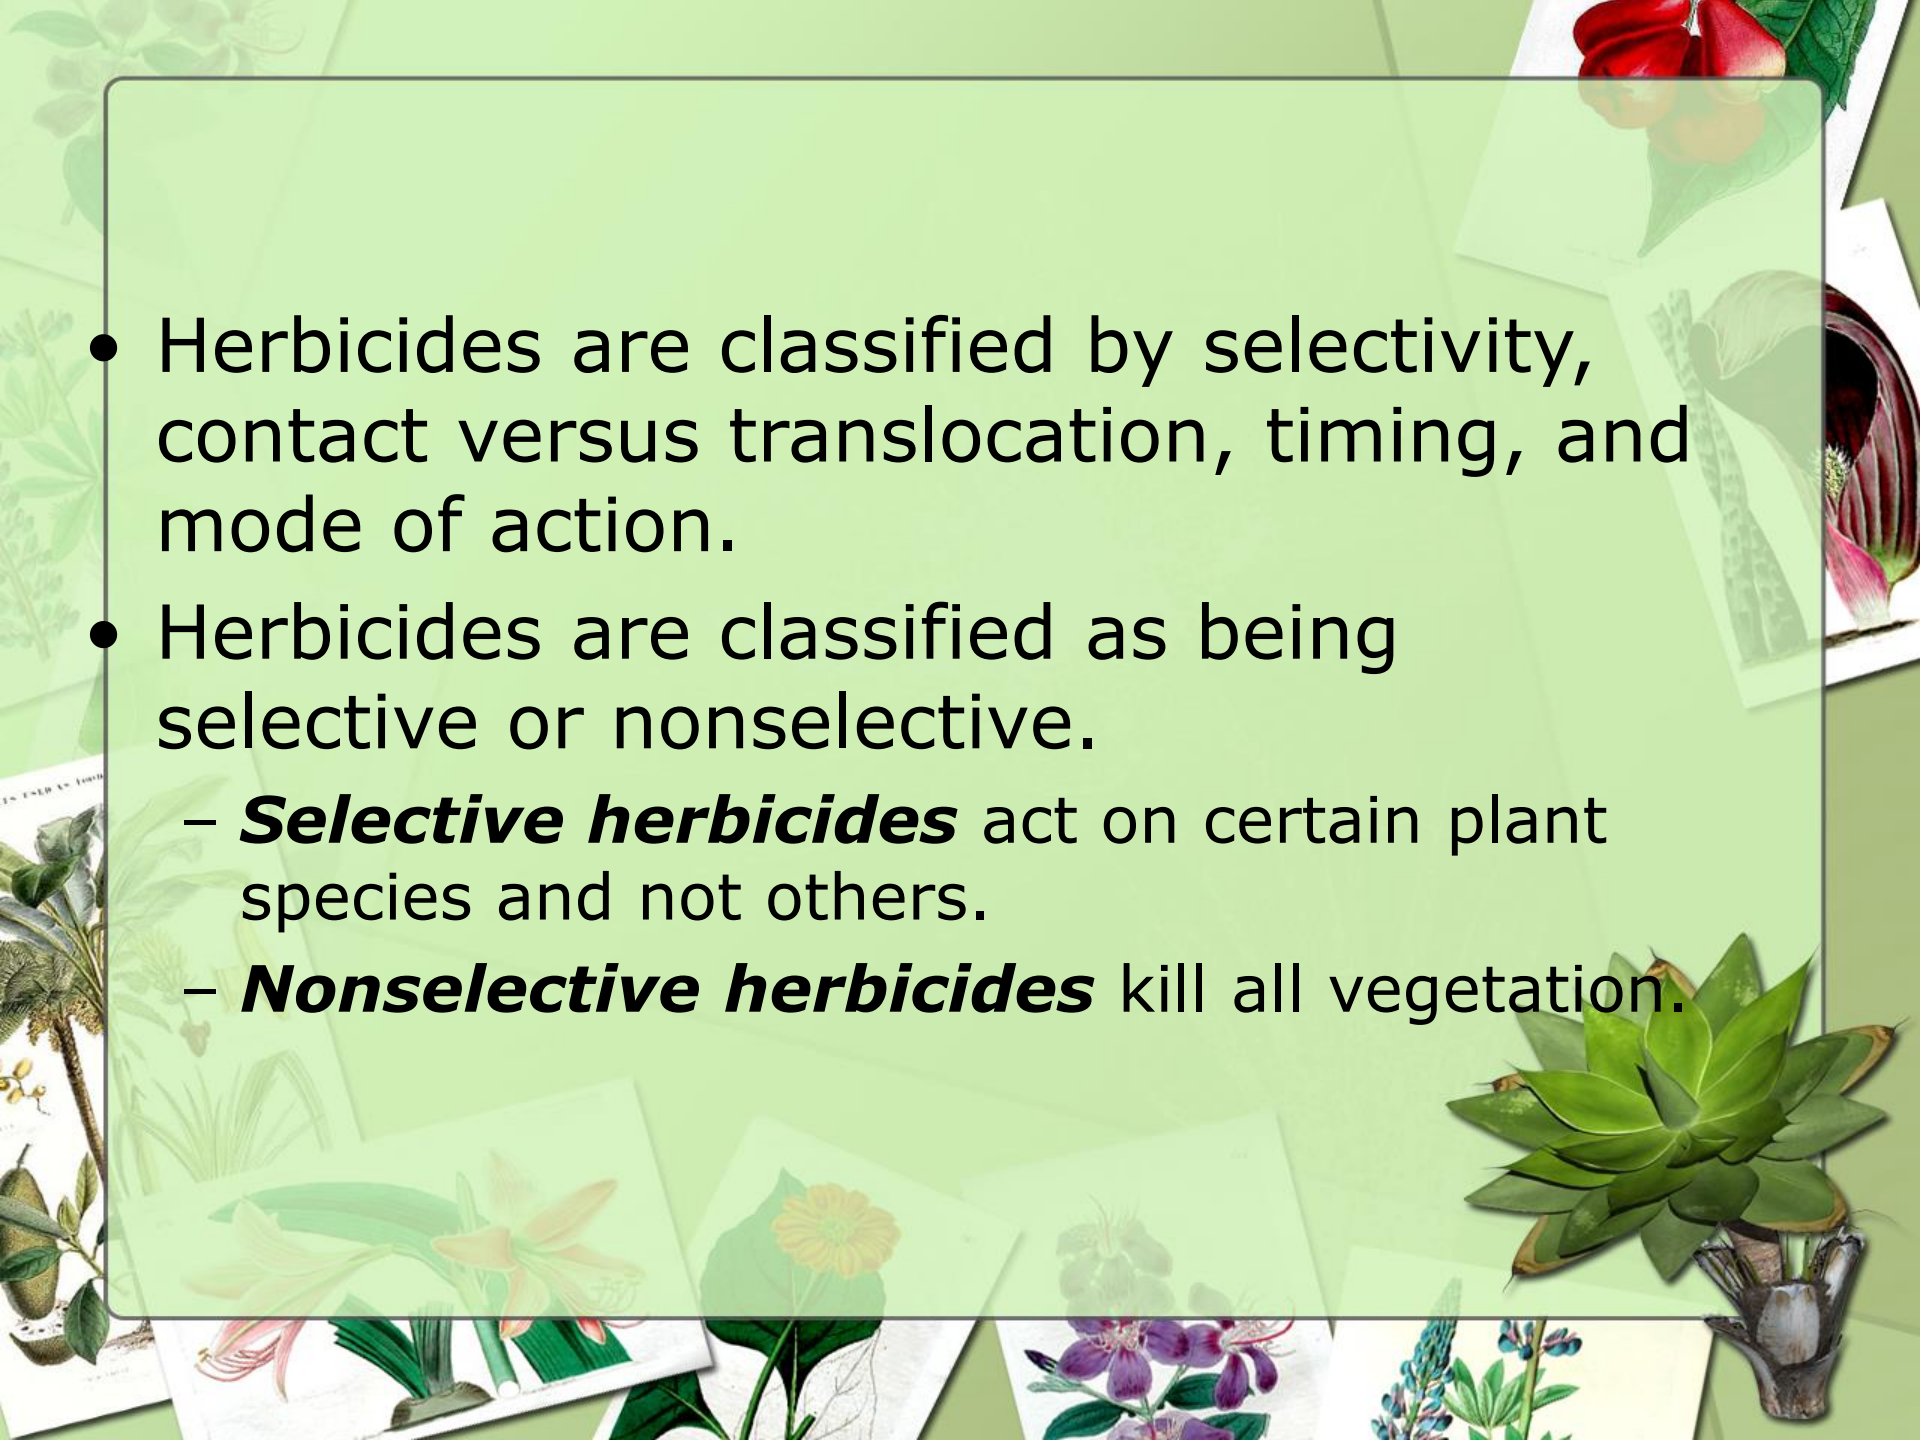 • Herbicides are classified by selectivity,
contact versus translocation, timing, and
mode of action.
• Herbicides are classified as being
selective or nonselective.
– Selective herbicides act on certain plant
species and not others.
– Nonselective herbicides kill all vegetation.